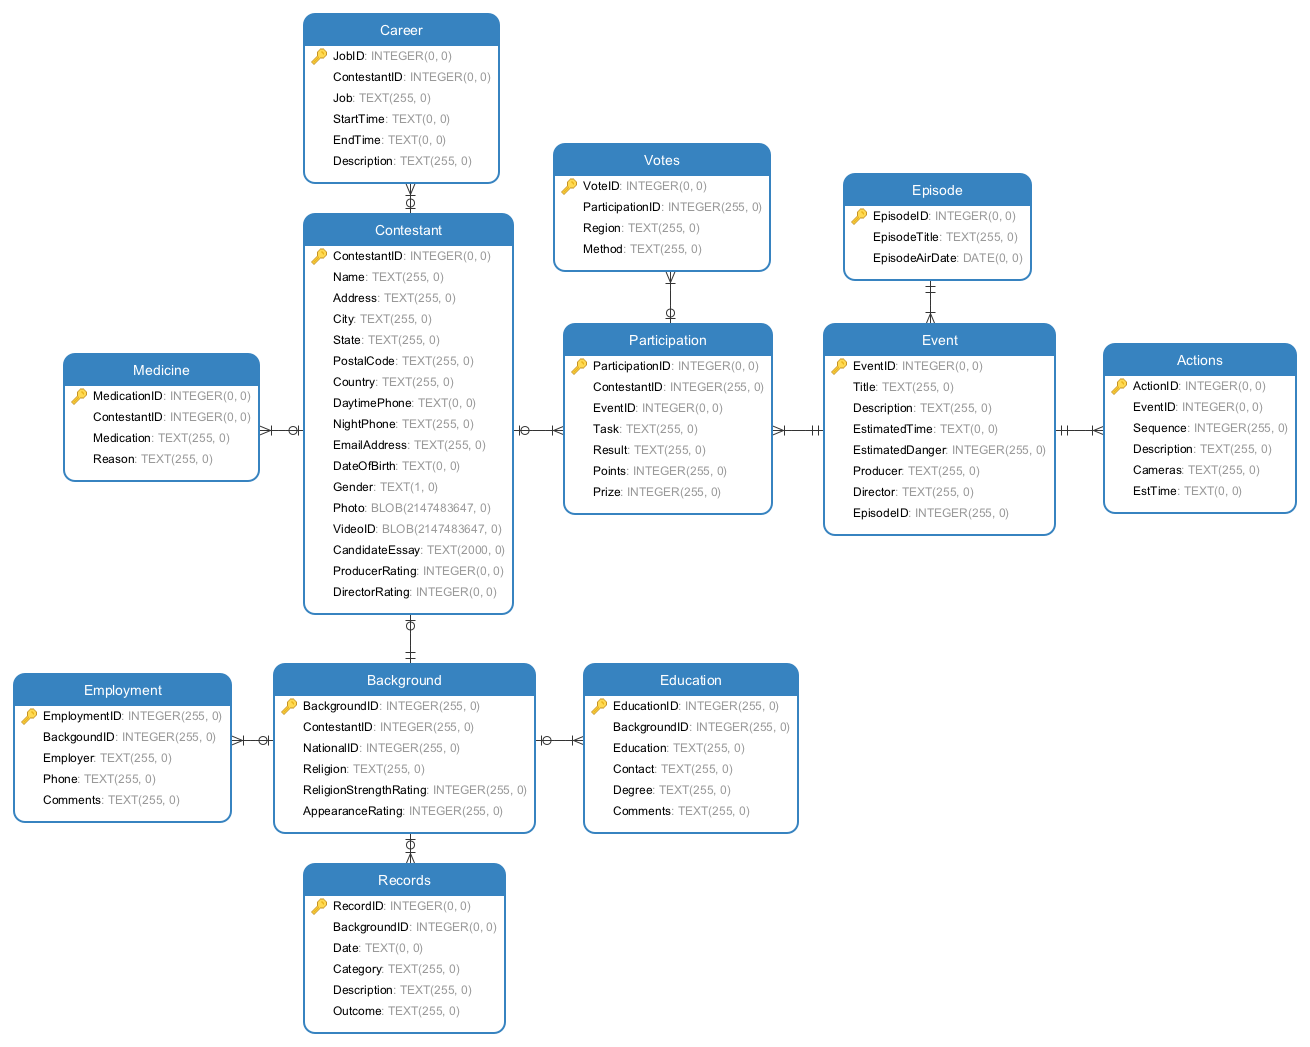 Career
JobID: INTEGER(0, 0)
ContestantID: INTEGER(0, 0)
Job: TEXT(255, 0)
StartTime: TEXT(0, 0)
EndTime: TEXT(0, 0)
Description: TEXT(255, 0)
Votes
VoteID: INTEGER(0, 0)
ParticipationID: INTEGER(255, 0)
Region: TEXT(255, 0)
Method: TEXT(255, 0)
Episode
EpisodeID: INTEGER(0, 0)
EpisodeTitle: TEXT(255, 0)
EpisodeAirDate: DATE(0, 0)
Contestant
ContestantID: INTEGER(0, 0)
Name: TEXT(255, 0)
Address: TEXT(255, 0)
City: TEXT(255, 0)
State: TEXT(255, 0)
PostalCode: TEXT(255, 0)
Country: TEXT(255, 0)
DaytimePhone: TEXT(0, 0)
NightPhone: TEXT(255, 0)
EmailAddress: TEXT(255, 0)
DateOfBirth: TEXT(0, 0)
Gender: TEXT(1, 0)
Photo: BLOB(2147483647, 0)
VideoID: BLOB(2147483647, 0)
CandidateEssay: TEXT(2000, 0)
ProducerRating: INTEGER(0, 0)
DirectorRating: INTEGER(0, 0)
Medicine
MedicationID: INTEGER(0, 0)
ContestantID: INTEGER(0, 0)
Medication: TEXT(255, 0)
Reason: TEXT(255, 0)
Participation
ParticipationID: INTEGER(0, 0)
ContestantID: INTEGER(255, 0)
EventID: INTEGER(0, 0)
Task: TEXT(255, 0)
Result: TEXT(255, 0)
Points: INTEGER(255, 0)
Prize: INTEGER(255, 0)
Event
EventID: INTEGER(0, 0)
Title: TEXT(255, 0)
Description: TEXT(255, 0)
EstimatedTime: TEXT(0, 0)
EstimatedDanger: INTEGER(255, 0)
Producer: TEXT(255, 0)
Director: TEXT(255, 0)
EpisodeID: INTEGER(255, 0)
Actions
ActionID: INTEGER(0, 0)
EventID: INTEGER(0, 0)
Sequence: INTEGER(255, 0)
Description: TEXT(255, 0)
Cameras: TEXT(255, 0)
EstTime: TEXT(0, 0)
Employment
EmploymentID: INTEGER(255, 0)
BackgoundID: INTEGER(255, 0)
Employer: TEXT(255, 0)
Phone: TEXT(255, 0)
Comments: TEXT(255, 0)
Background
BackgroundID: INTEGER(255, 0)
ContestantID: INTEGER(255, 0)
NationalID: INTEGER(255, 0)
Religion: TEXT(255, 0)
ReligionStrengthRating: INTEGER(255, 0)
AppearanceRating: INTEGER(255, 0)
Education
EducationID: INTEGER(255, 0)
BackgroundID: INTEGER(255, 0)
Education: TEXT(255, 0)
Contact: TEXT(255, 0)
Degree: TEXT(255, 0)
Comments: TEXT(255, 0)
Records
RecordID: INTEGER(0, 0)
BackgroundID: INTEGER(0, 0)
Date: TEXT(0, 0)
Category: TEXT(255, 0)
Description: TEXT(255, 0)
Outcome: TEXT(255, 0)